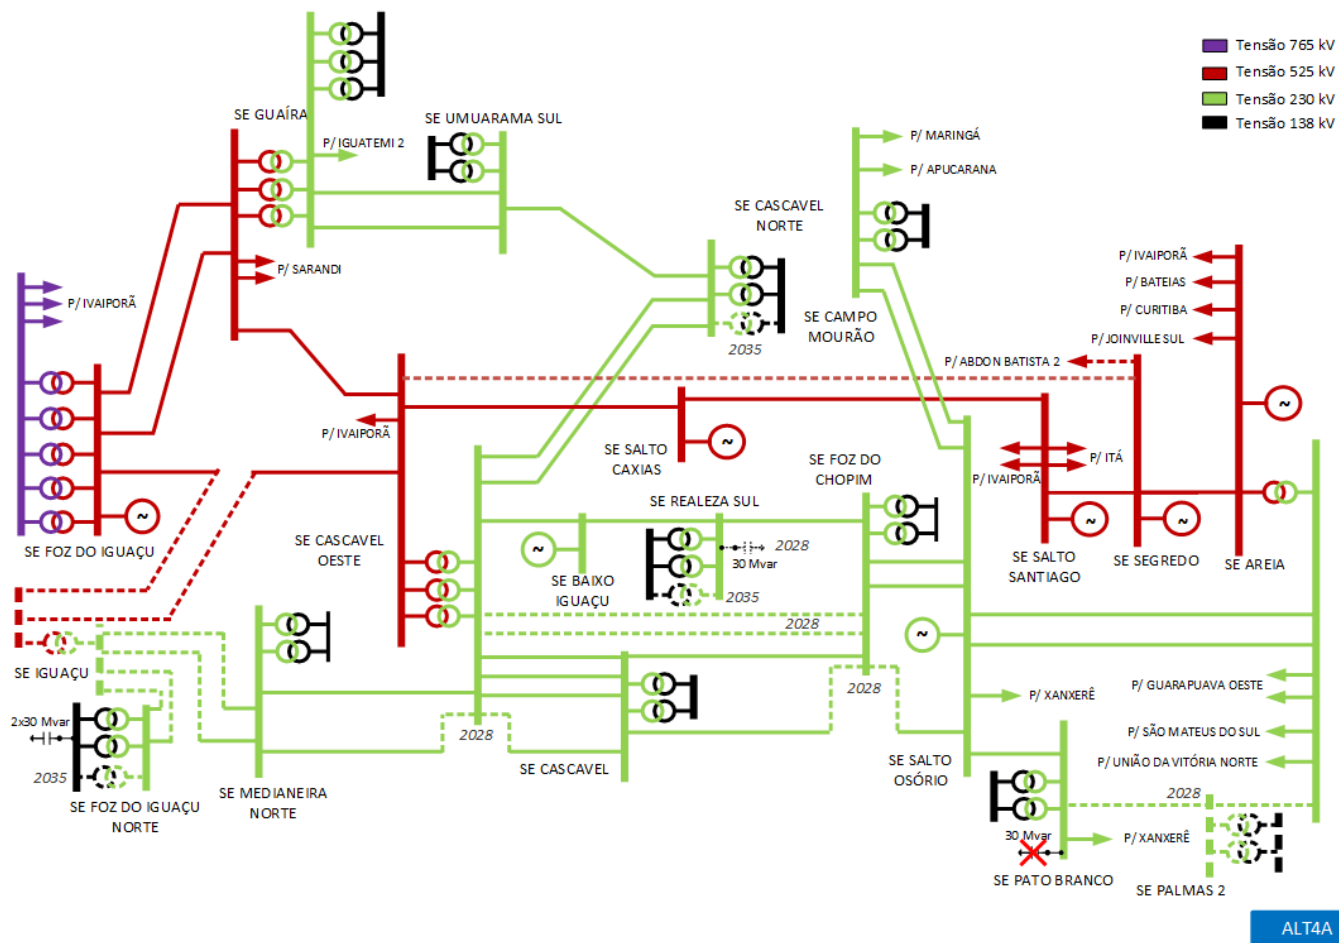 Tensão 765 kV
Tensão 525 kV
Tensão 230 kV
Tensão 138 kV
SE GUAÍRA
P/ IGUATEMI 2
SE UMUARAMA SUL
P/ SARANDI
P/ IVAIPORÃ
SE FOZ DO IGUAÇU
SE CASCAVEL
NORTE
2035
P/ MARINGÁ
P/ APUCARANA
SE CAMPO
MOURÃO
P/ IVAIPORÃ
P/ BATEIAS
P/ CURITIBA
P/JOINVILLE SUL
P/ ABDON BATISTA 2
P/ IVAIPORÃ
SE CASCAVEL
OESTE
SE SALTO
CAXIAS
SE FOZ DO
CHOPIM
P/ ITÁ
P/ IVAIPORÃ
SE SALTO
SANTIAGO
SE SEGREDO
SE AREIA
SE REALEZA SUL
2028
30 Mvar
2035
SE BAIXO
IGUAÇU
2028
SE IGUAÇU
2x30 Mvar
2035
SE FOZ DO IGUAÇU
NORTE
SE MEDIANEIRA
NORTE
2028
SE CASCAVEL
2028
SE SALTO
OSÓRIO
P/ XANXERÊ
P/ GUARAPUAVA OESTE
P/ SÃO MATEUS DO SUL
P/ UNIÃO DA VITÓRIA NORTE
2028
30 Mvar
P/ XANXERÊ
SE PATO BRANCO
SE PALMAS 2
ALT4A